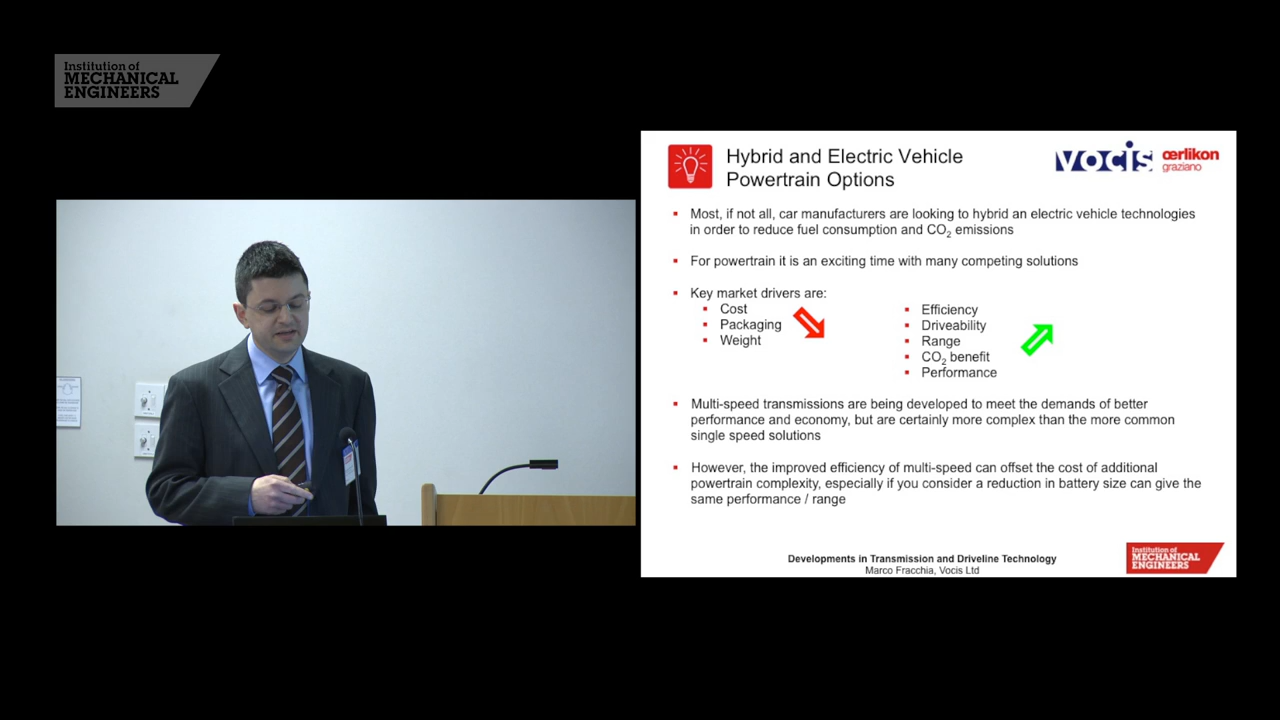 Institution of
MECHANICAL
ENGINEERS
Hybrid and Electric Vehicle
Powertrain Options
vocis
œrlikon
graziano
Most, if not all, car manufacturers are looking to hybrid an electric vehicle technologies
in order to reduce fuel consumption and CO2 emissions
For powertrain it is an exciting time with many competing solutions
Key market drivers are:
Cost
Packaging
Weight
Efficiency
Driveability
Range
CO2 benefit
Performance
Multi-speed transmissions are being developed to meet the demands of better
performance and economy, but are certainly more complex than the more common
single speed solutions
However, the improved efficiency of multi-speed can offset the cost of additional
powertrain complexity, especially if you consider a reduction in battery size can give the
same performance / range
Developments in Transmission and Driveline Technology
Marco Fracchia, Vocis Ltd
Institution of
MECHANICAL
ENGINEERS